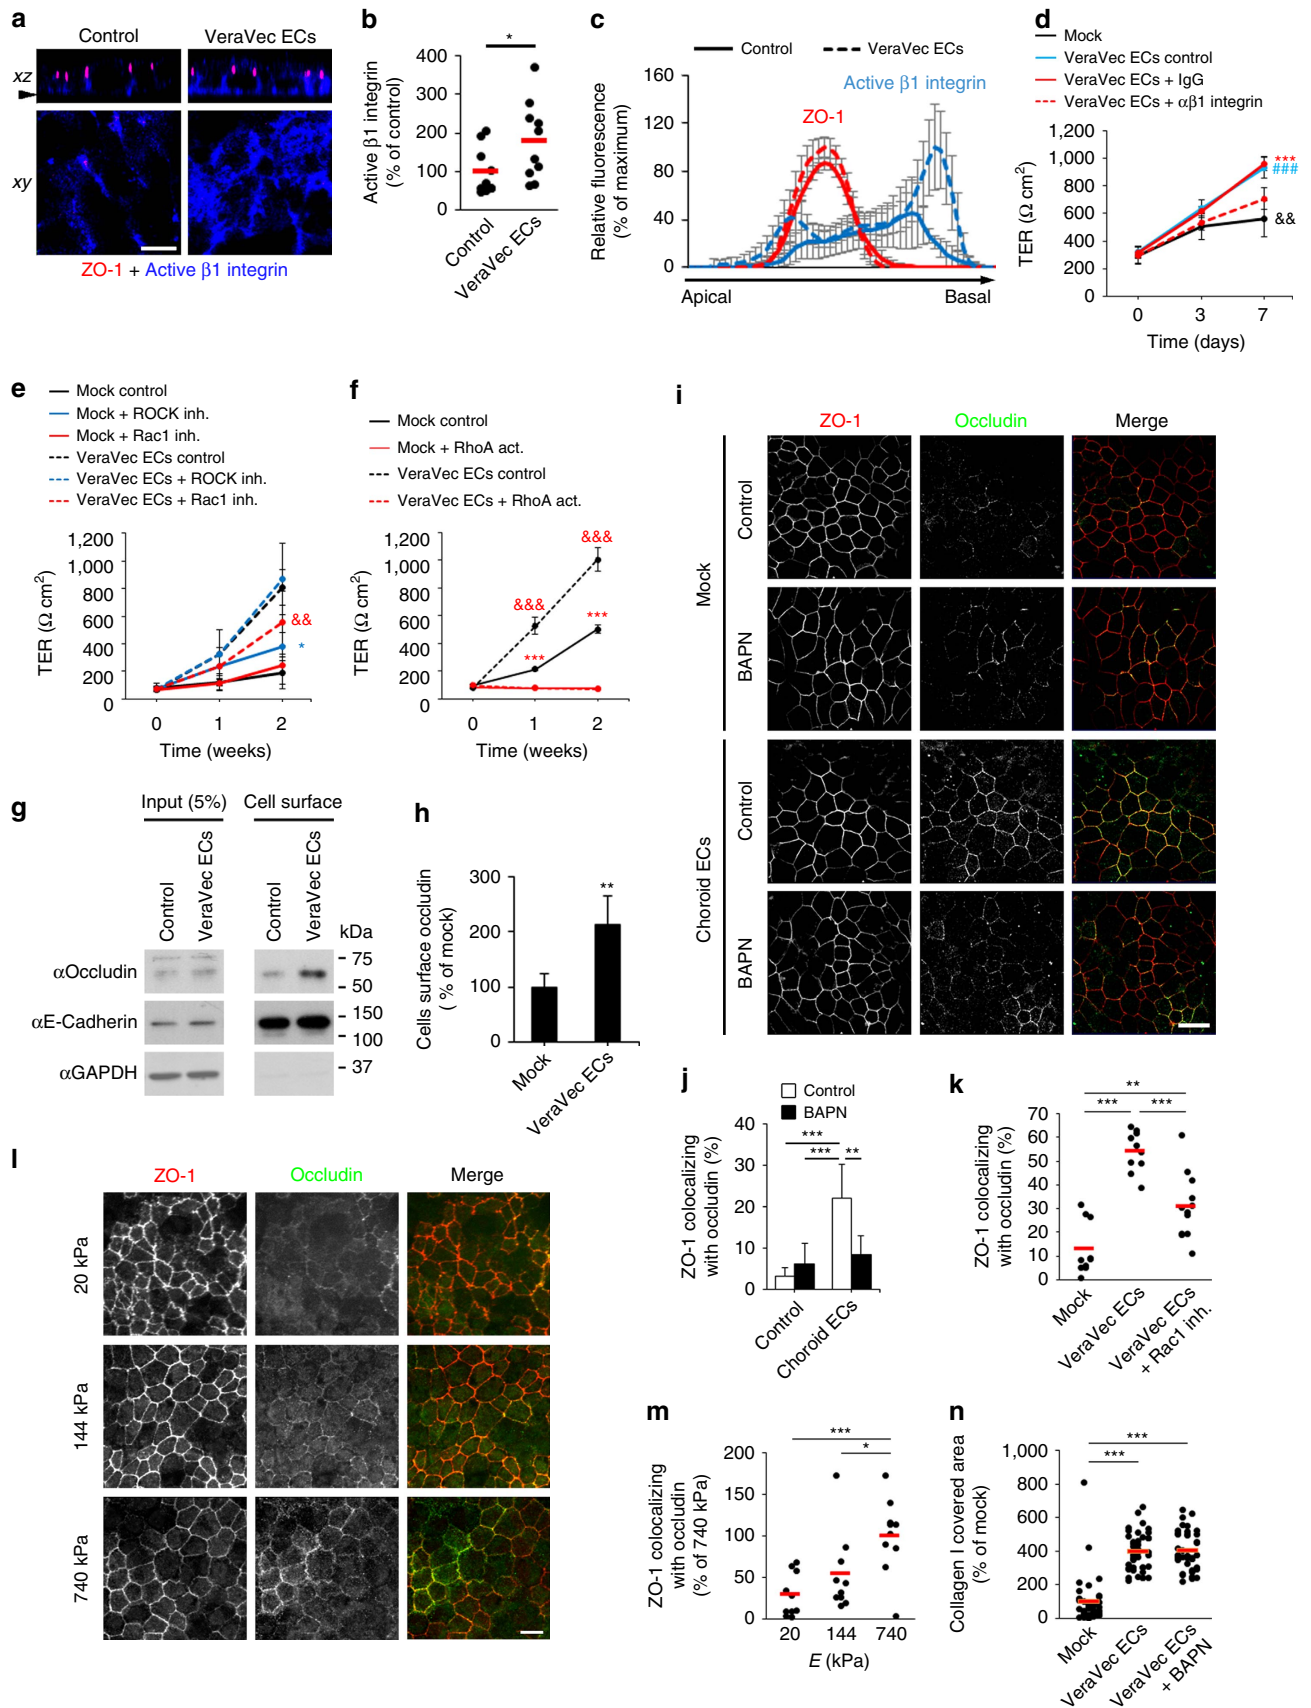 a
Control
VeraVec ECs
xz
xy
ZO-1 + Active β1 integrin
b
*
Active β1 integrin
(% of control)
400
300
200
100
0
Control
VeraVec ECs
c
Control
VeraVec ECs
Active β1 integrin
ZO-1
Relative fluorescence
(% of maximum)
160
120
80
40
0
Apical
Basal
d
Mock
VeraVec ECs control
VeraVec ECs + IgG
VeraVec ECs + αβ1 integrin
TER (Ω cm²)
1,200
1,000
800
600
400
200
0
***
###
&&
0
3
7
Time (days)
e
Mock control
Mock + ROCK inh.
Mock + Rac1 inh.
VeraVec ECs control
VeraVec ECs + ROCK inh.
VeraVec ECs + Rac1 inh.
TER (Ω cm²)
1,200
1,000
800
600
400
200
0
&&
*
0
1
2
Time (weeks)
f
Mock control
Mock + RhoA act.
VeraVec ECs control
VeraVec ECs + RhoA act.
TER (Ω cm²)
1,200
1,000
800
600
400
200
0
&&&
&&&
***
***
0
1
2
Time (weeks)
g
Input (5%)
Cell surface
Control
VeraVec ECs
Control
VeraVec ECs
kDa
αOccludin
75
50
αE-Cadherin
150
100
αGAPDH
37
h
Cells surface occludin
( % of mock)
300
200
100
0
**
Mock
VeraVec ECs
i
ZO-1
Occludin
Merge
Mock
Control
BAPN
Choroid ECs
Control
BAPN
j
Control
BAPN
ZO-1 colocalizing
with occludin (%)
40
30
20
10
0
***
***
**
Control
Choroid ECs
k
ZO-1 colocalizing
with occludin (%)
70
60
50
40
30
20
10
0
**
***
***
Mock
VeraVec ECs
VeraVec ECs
+ Rac1 inh.
l
ZO-1
Occludin
Merge
20 kPa
144 kPa
740 kPa
m
ZO-1 colocalizing
with occludin
(% of 740 kPa)
200
150
100
50
0
***
*
20
144
740
E (kPa)
n
Collagen I covered area
(% of mock)
1,000
800
600
400
200
0
***
***
Mock
VeraVec ECs
VeraVec ECs
+ BAPN